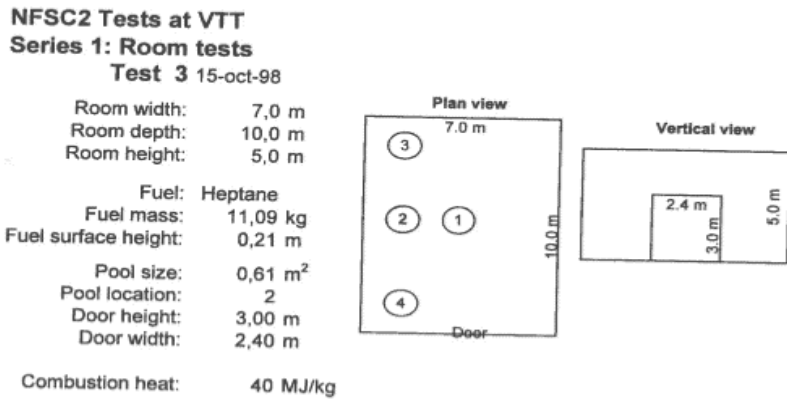 NFSC2 Tests at VTT
Series 1: Room tests
Test 3 15-oct-98
Room width: 7,0 m
Room depth: 10,0 m
Room height: 5,0 m
Fuel: Heptane
Fuel mass: 11,09 kg
Fuel surface height: 0,21 m
Pool size: 0,61 m²
Pool location: 2
Door height: 3,00 m
Door width: 2,40 m
Combustion heat: 40 MJ/kg
Plan view
7.0 m
3
2 1
10.0 m
4
Door
Vertical view
2.4 m
3.0 m
5.0 m